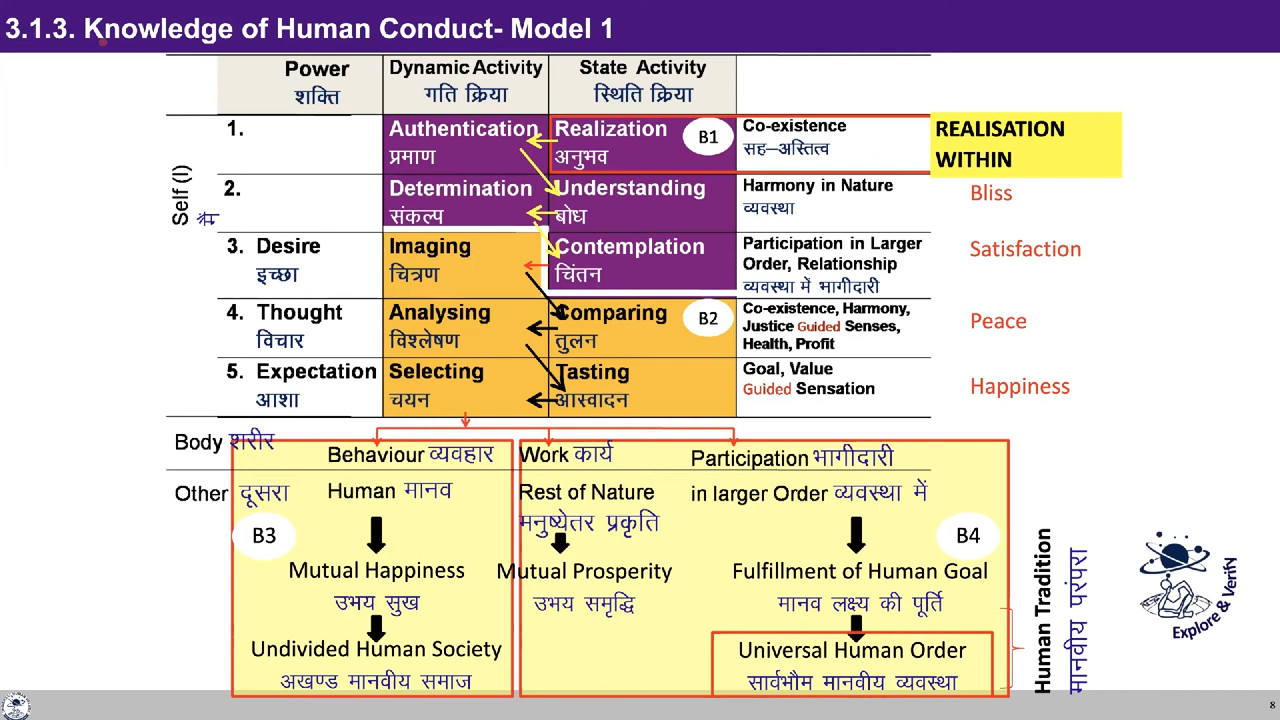 3.1.3. Knowledge of Human Conduct- Model 1
Power
Dynamic Activity
State Activity
शक्ति
गति क्रिया
स्थिति क्रिया
Self (I)
मैं
1.
Authentication
प्रमाण
Realization
अनुभव
B1
Co-existence
सह–अस्तित्व
REALISATION
WITHIN
2.
Determination
संकल्प
Understanding
बोध
Harmony in Nature
व्यवस्था
Bliss
3. Desire
इच्छा
Imaging
चित्रण
Contemplation
चिंतन
Participation in Larger
Order, Relationship
व्यवस्था में भागीदारी
Satisfaction
4. Thought
विचार
Analysing
विश्लेषण
Comparing
तुलन
B2
Co-existence, Harmony,
Justice Guided Senses,
Health, Profit
Peace
5. Expectation
आशा
Selecting
चयन
Tasting
आस्वादन
Goal, Value
Guided Sensation
Happiness
Body शरीर
Behaviour व्यवहार
Work कार्य
Participation भागीदारी
Other दूसरा
Human मानव
Rest of Nature
मनुष्येतर प्रकृति
in larger Order व्यवस्था में
B3
B4
Mutual Happiness
उभय सुख
Mutual Prosperity
उभय समृद्धि
Fulfillment of Human Goal
मानव लक्ष्य की पूर्ति
Undivided Human Society
अखण्ड मानवीय समाज
Universal Human Order
सार्वभौम मानवीय व्यवस्था
Human Tradition
मानवीय परंपरा
Explore & Verify
8